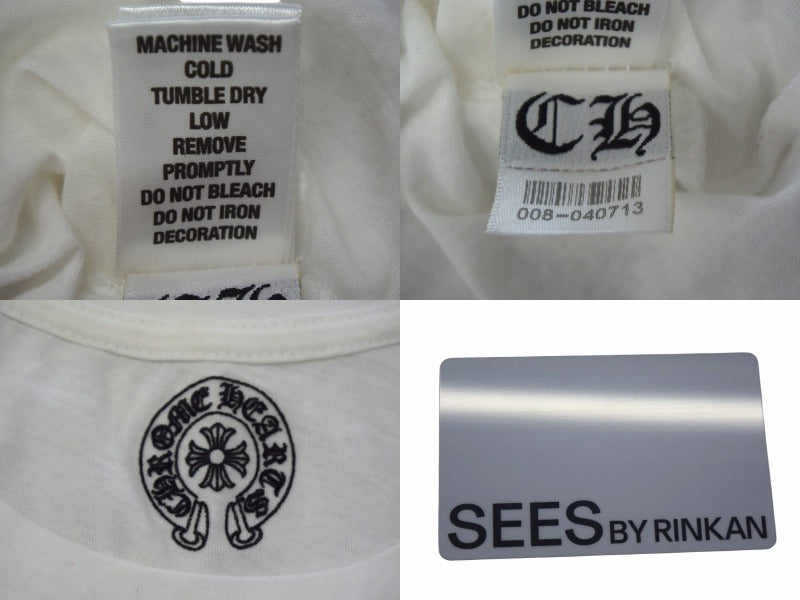 MACHINE WASH
COLD
TUMBLE DRY
LOW
REMOVE
PROMPTLY
DO NOT BLEACH
DO NOT IRON
DECORATION
DO NOT BLEACH
DO NOT IRON
DECORATION
CH
008-040713
CHROME HEARTS
SEES BY RINKAN